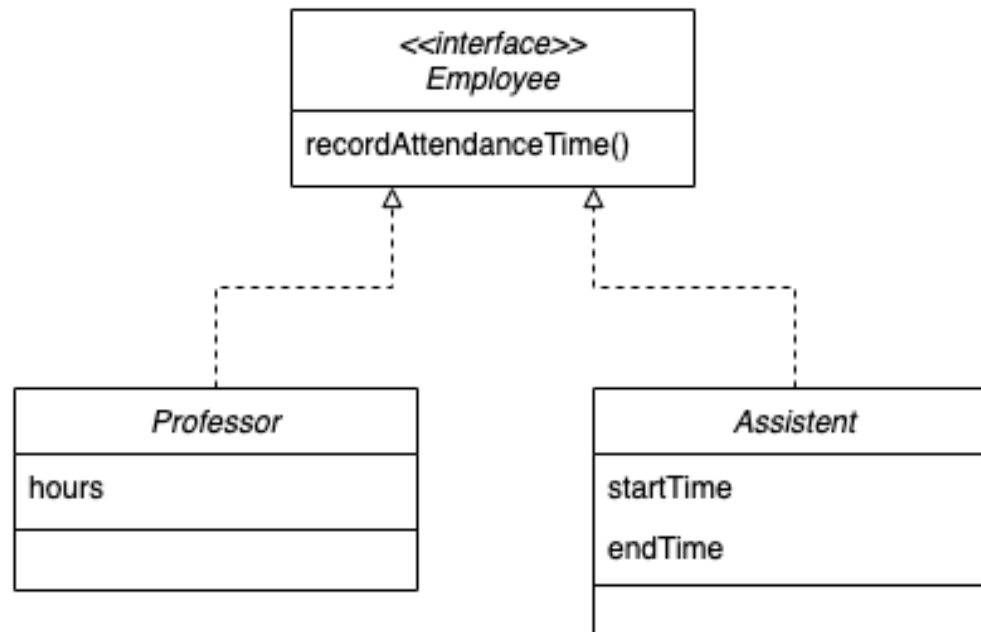 <<interface>>
Employee
recordAttendanceTime()
Professor
hours
Assistent
startTime
endTime